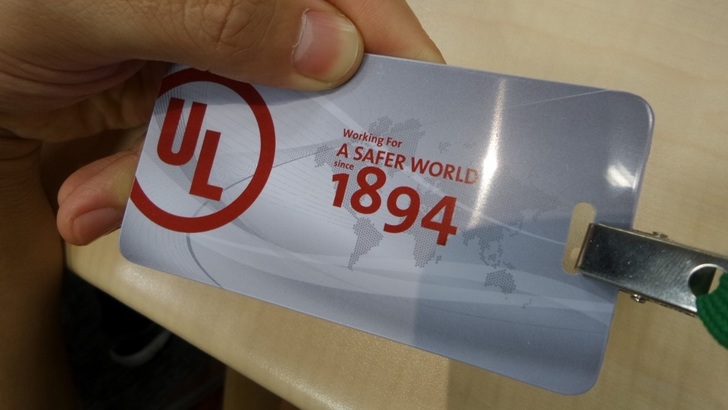 UL
Working For
A SAFER WORLD
since
1894